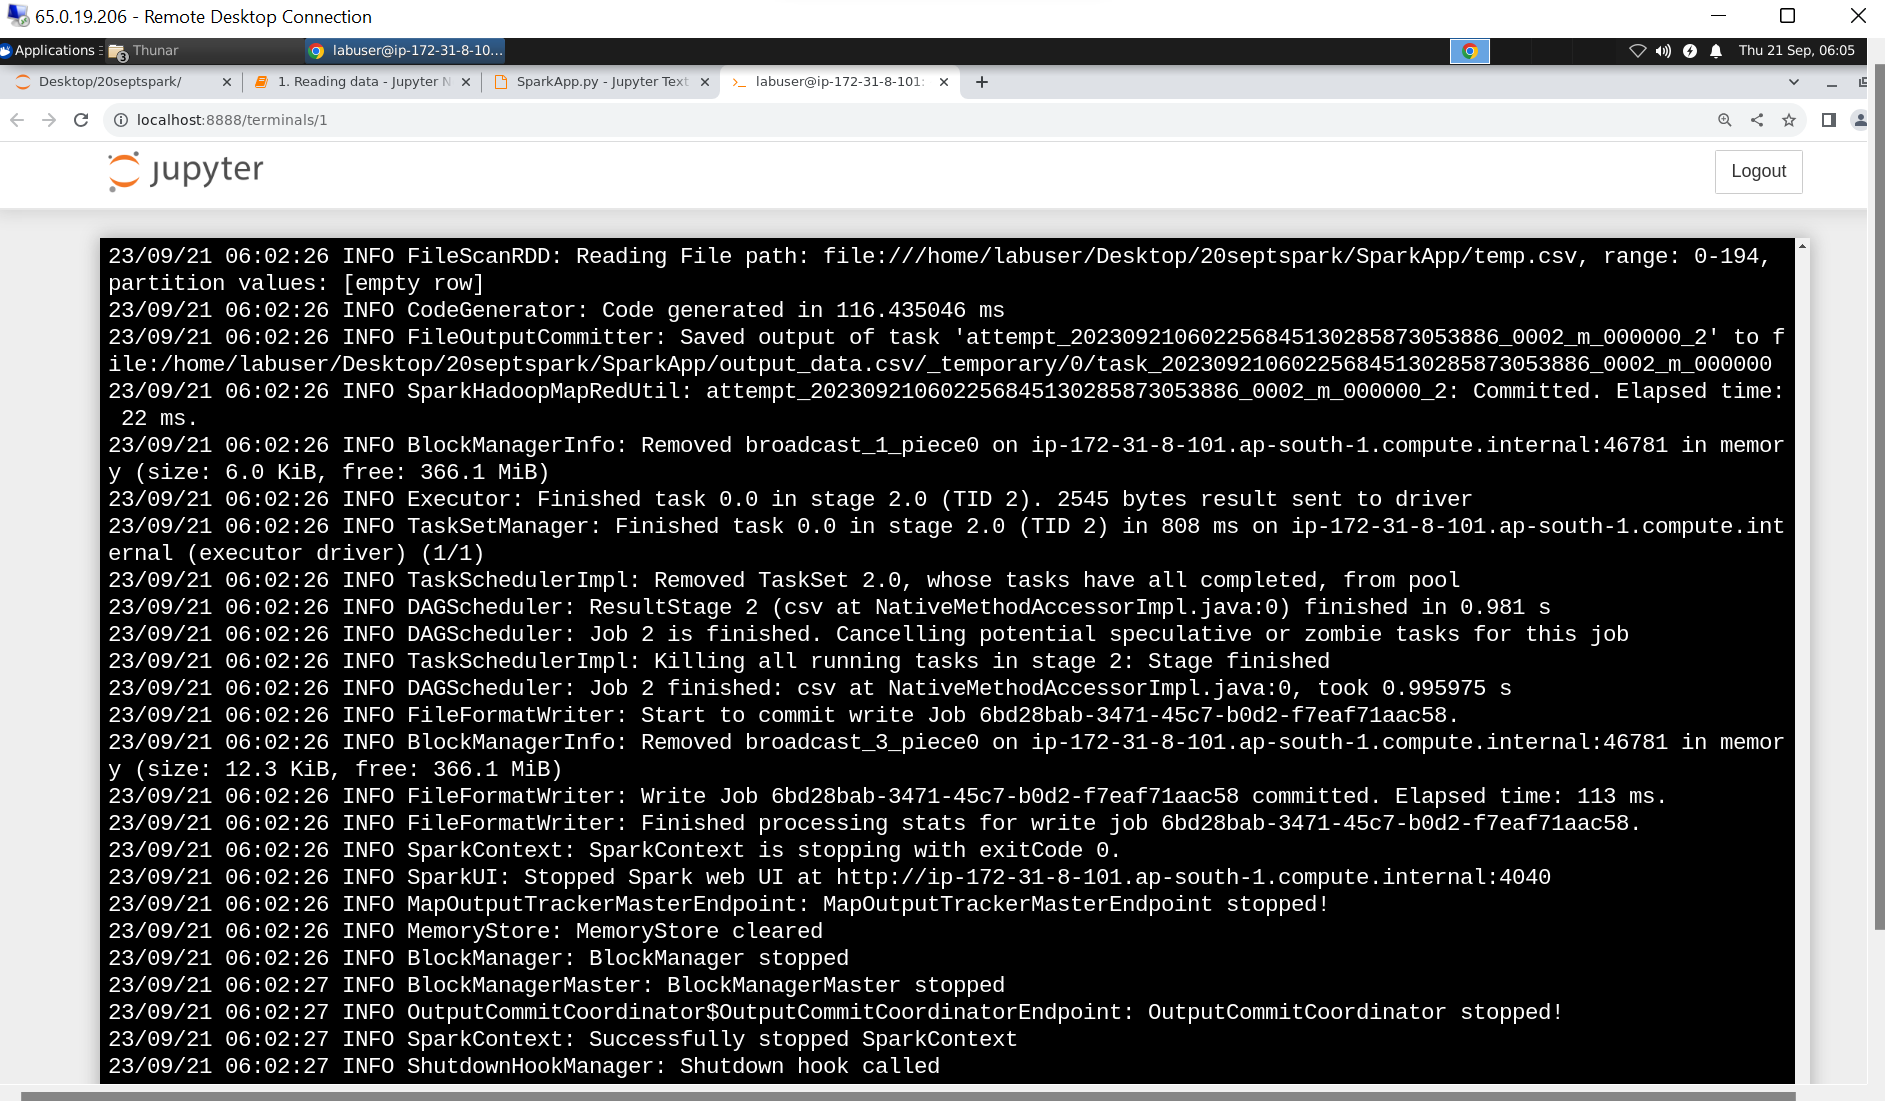 65.0.19.206 - Remote Desktop Connection
Applications
3
Thunar
labuser@ip-172-31-8-10...
Thu 21 Sep, 06:05
Desktop/20septspark/
1. Reading data - Jupyter N
SparkApp.py - Jupyter Text
labuser@ip-172-31-8-101:
localhost:8888/terminals/1
jupyter
Logout
23/09/21 06:02:26 INFO FileScanRDD: Reading File path: file:///home/labuser/Desktop/20septspark/SparkApp/temp.csv, range: 0-194,
partition values: [empty row]
23/09/21 06:02:26 INFO CodeGenerator: Code generated in 116.435046 ms
23/09/21 06:02:26 INFO FileOutputCommitter: Saved output of task 'attempt_202309210602256845130285873053886_0002_m_000000_2' to f
ile:/home/labuser/Desktop/20septspark/SparkApp/output_data.csv/_temporary/0/task_202309210602256845130285873053886_0002_m_000000
23/09/21 06:02:26 INFO SparkHadoopMapRedUtil: attempt_202309210602256845130285873053886_0002_m_000000_2: Committed. Elapsed time:
22 ms.
23/09/21 06:02:26 INFO BlockManagerInfo: Removed broadcast_1_piece0 on ip-172-31-8-101.ap-south-1.compute.internal:46781 in memor
y (size: 6.0 KiB, free: 366.1 MiB)
23/09/21 06:02:26 INFO Executor: Finished task 0.0 in stage 2.0 (TID 2). 2545 bytes result sent to driver
23/09/21 06:02:26 INFO TaskSetManager: Finished task 0.0 in stage 2.0 (TID 2) in 808 ms on ip-172-31-8-101.ap-south-1.compute.int
ernal (executor driver) (1/1)
23/09/21 06:02:26 INFO TaskSchedulerImpl: Removed TaskSet 2.0, whose tasks have all completed, from pool
23/09/21 06:02:26 INFO DAGScheduler: ResultStage 2 (csv at NativeMethodAccessorImpl.java:0) finished in 0.981 s
23/09/21 06:02:26 INFO DAGScheduler: Job 2 is finished. Cancelling potential speculative or zombie tasks for this job
23/09/21 06:02:26 INFO TaskSchedulerImpl: Killing all running tasks in stage 2: Stage finished
23/09/21 06:02:26 INFO DAGScheduler: Job 2 finished: csv at NativeMethodAccessorImpl.java:0, took 0.995975 s
23/09/21 06:02:26 INFO FileFormatWriter: Start to commit write Job 6bd28bab-3471-45c7-b0d2-f7eaf71aac58.
23/09/21 06:02:26 INFO BlockManagerInfo: Removed broadcast_3_piece0 on ip-172-31-8-101.ap-south-1.compute.internal:46781 in memor
y (size: 12.3 KiB, free: 366.1 MiB)
23/09/21 06:02:26 INFO FileFormatWriter: Write Job 6bd28bab-3471-45c7-b0d2-f7eaf71aac58 committed. Elapsed time: 113 ms.
23/09/21 06:02:26 INFO FileFormatWriter: Finished processing stats for write job 6bd28bab-3471-45c7-b0d2-f7eaf71aac58.
23/09/21 06:02:26 INFO SparkContext: SparkContext is stopping with exitCode 0.
23/09/21 06:02:26 INFO SparkUI: Stopped Spark web UI at http://ip-172-31-8-101.ap-south-1.compute.internal:4040
23/09/21 06:02:26 INFO MapOutputTrackerMasterEndpoint: MapOutputTrackerMasterEndpoint stopped!
23/09/21 06:02:26 INFO MemoryStore: MemoryStore cleared
23/09/21 06:02:26 INFO BlockManager: BlockManager stopped
23/09/21 06:02:27 INFO BlockManagerMaster: BlockManagerMaster stopped
23/09/21 06:02:27 INFO OutputCommitCoordinator$OutputCommitCoordinatorEndpoint: OutputCommitCoordinator stopped!
23/09/21 06:02:27 INFO SparkContext: Successfully stopped SparkContext
23/09/21 06:02:27 INFO ShutdownHookManager: Shutdown hook called